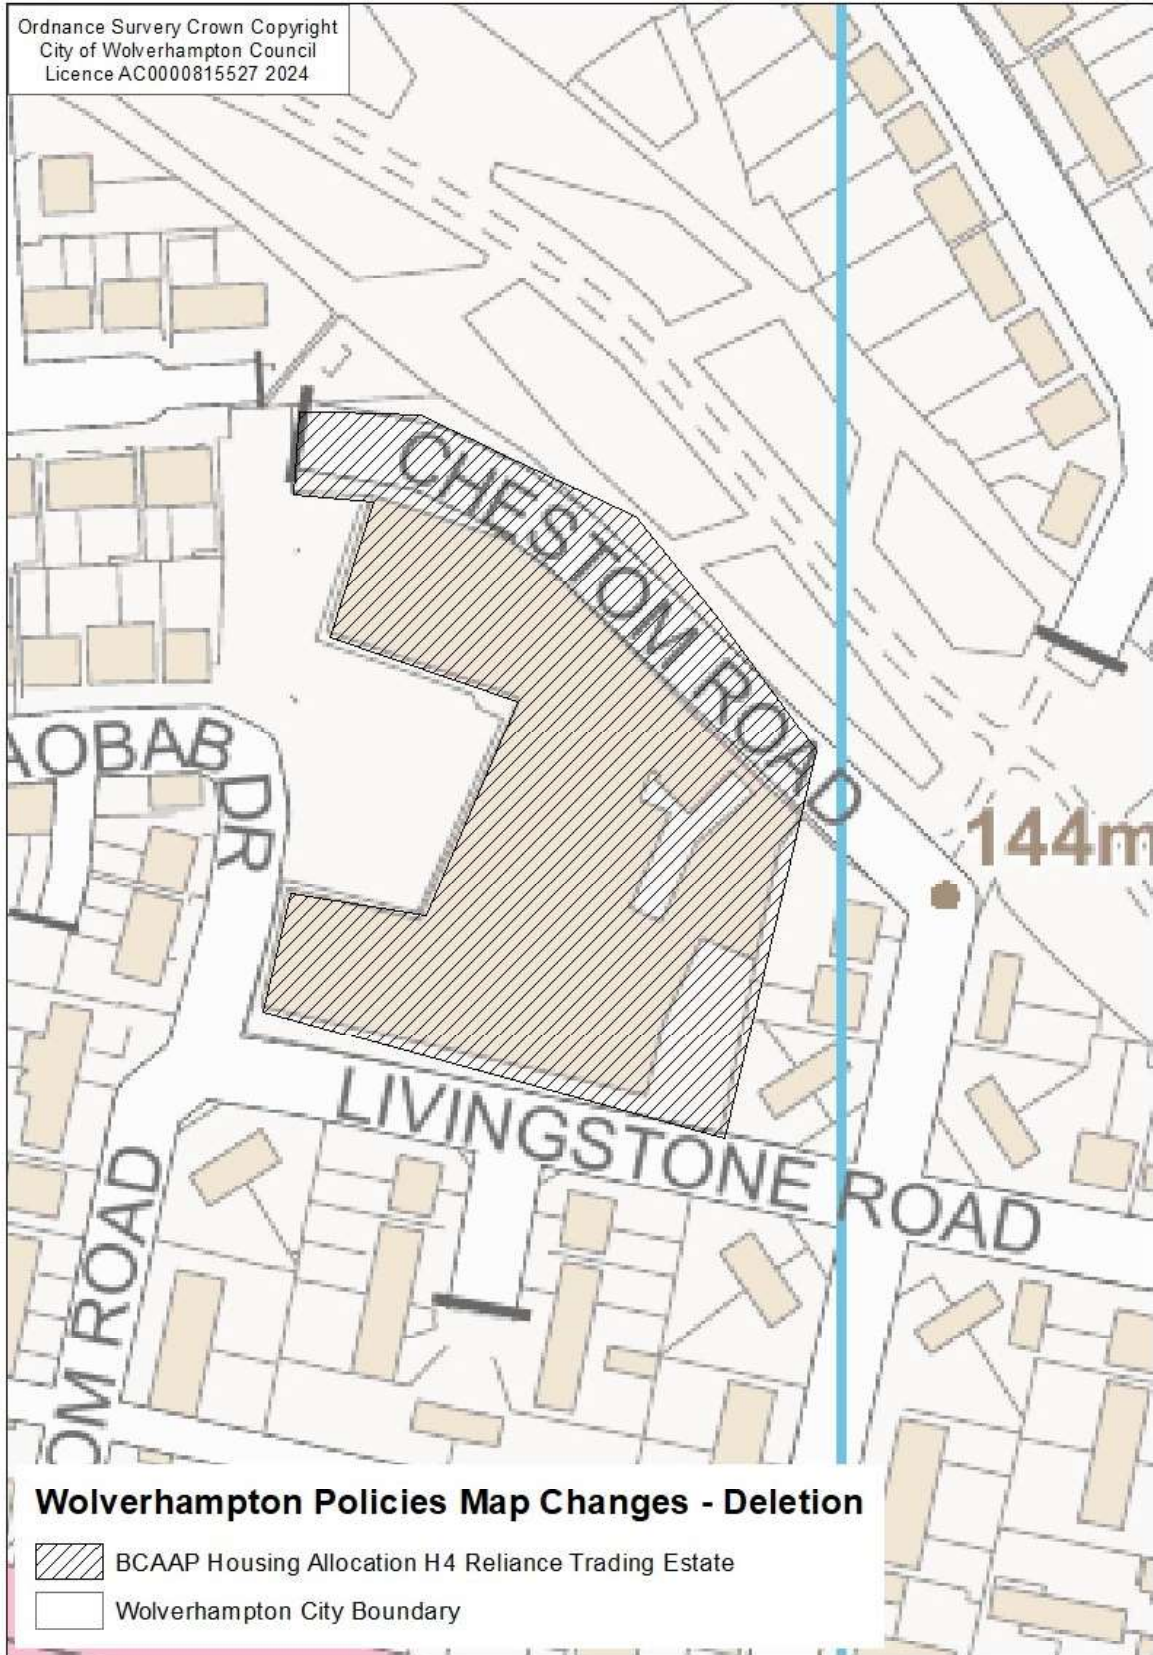 Ordnance Survery Crown Copyright
City of Wolverhampton Council
Licence AC0000815527 2024
CHESTOM ROAD
AOBAB DR
144m
LIVINGSTONE ROAD
OM ROAD
Wolverhampton Policies Map Changes - Deletion
BCAAP Housing Allocation H4 Reliance Trading Estate
Wolverhampton City Boundary